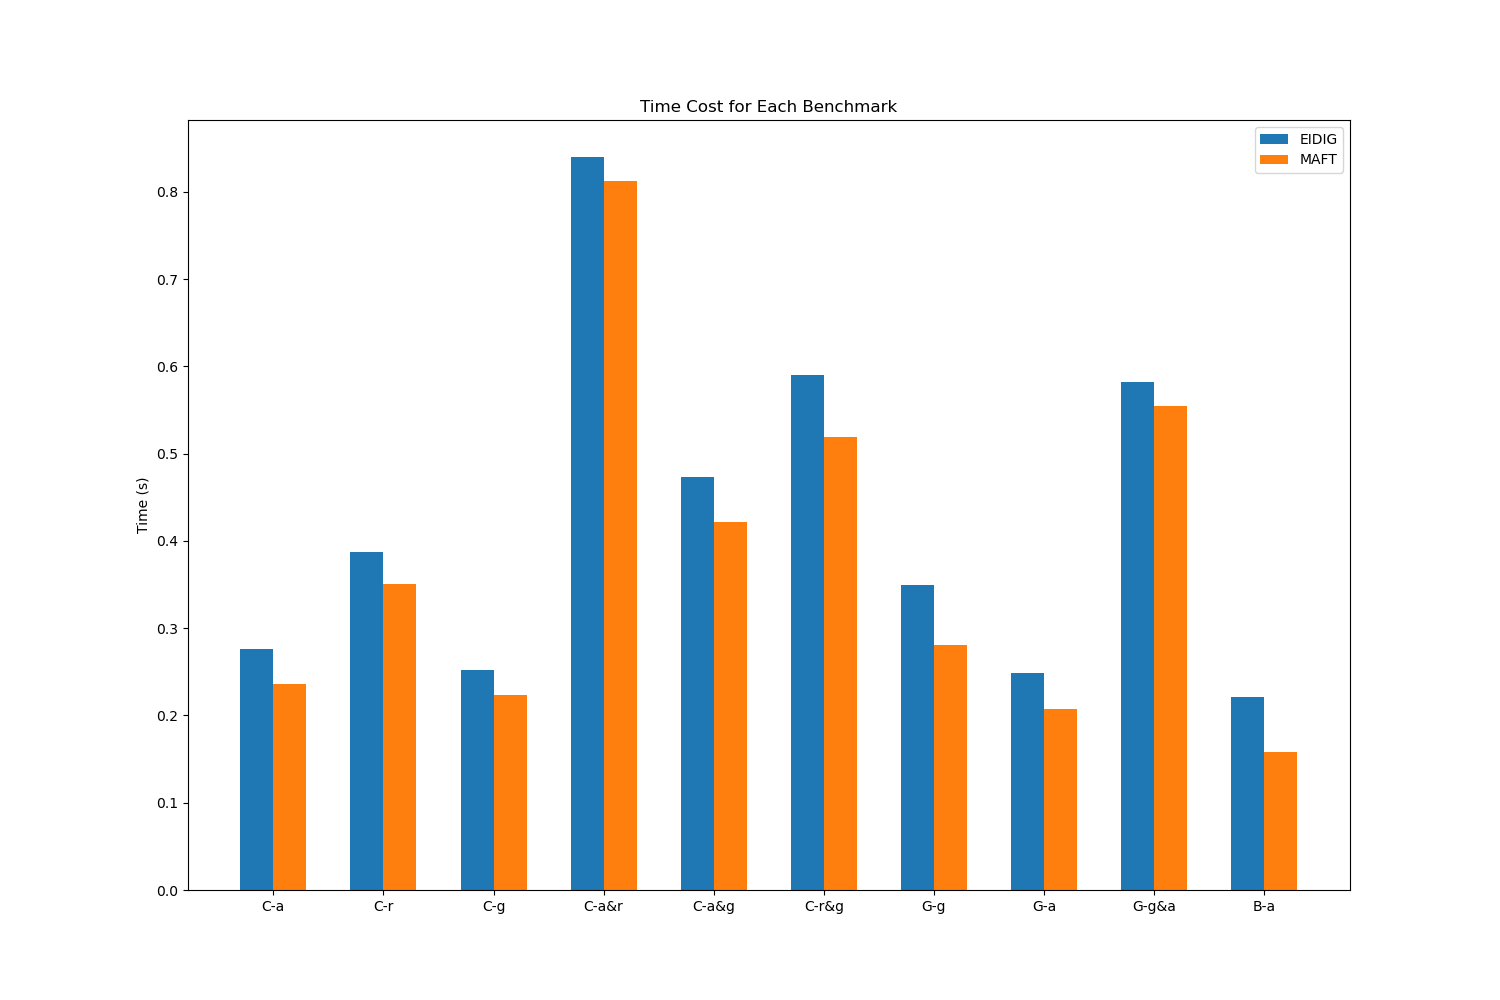 Time Cost for Each Benchmark
EIDIG
MAFT
Time (s)
0.8
0.7
0.6
0.5
0.4
0.3
0.2
0.1
0.0
C-a C-r C-g C-a&r C-a&g C-r&g G-g G-a G-g&a B-a